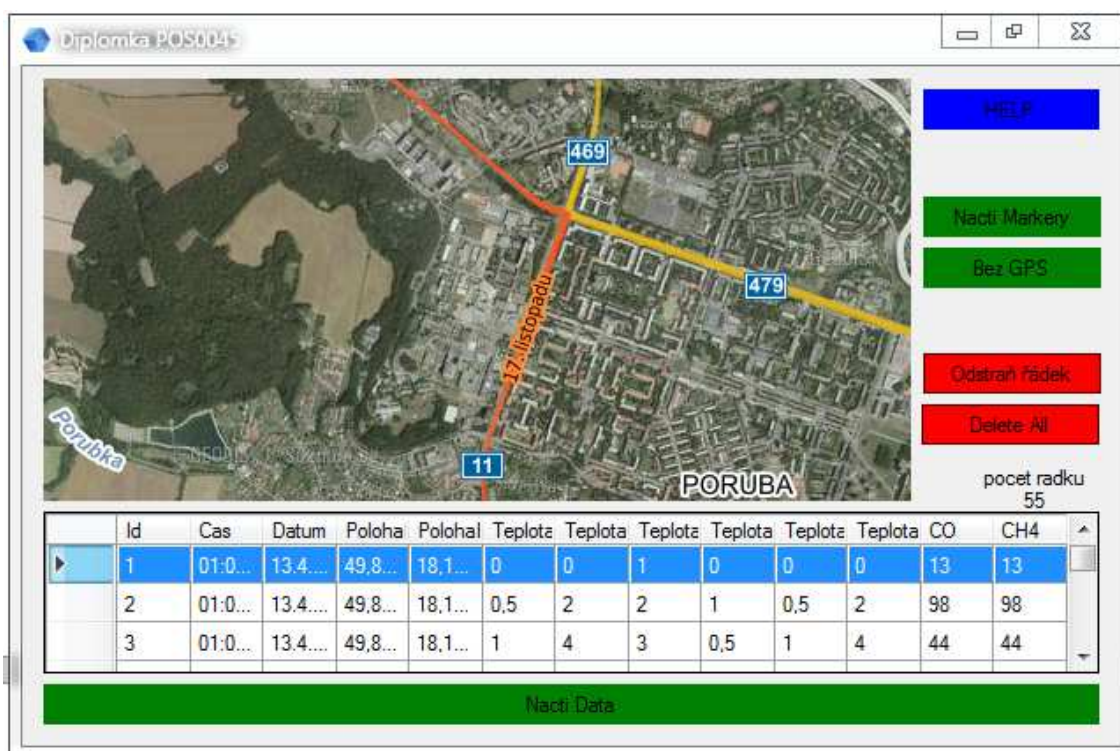 Diplomka POS0045
HELP
469
Nacti Markery
Bez GPS
479
17. listopadu
Odstraň řádek
Delete All
Porubka
11
PORUBA
pocet radku
55
Id Cas Datum Poloha Polohal Teplota Teplota Teplota Teplota Teplota Teplota CO CH4
1 01:0... 13.4.... 49,8... 18,1... 0 0 1 0 0 0 13 13
2 01:0... 13.4.... 49,8... 18,1... 0,5 2 2 1 0,5 2 98 98
3 01:0... 13.4.... 49,8... 18,1... 1 4 3 0,5 1 4 44 44
Nacti Data